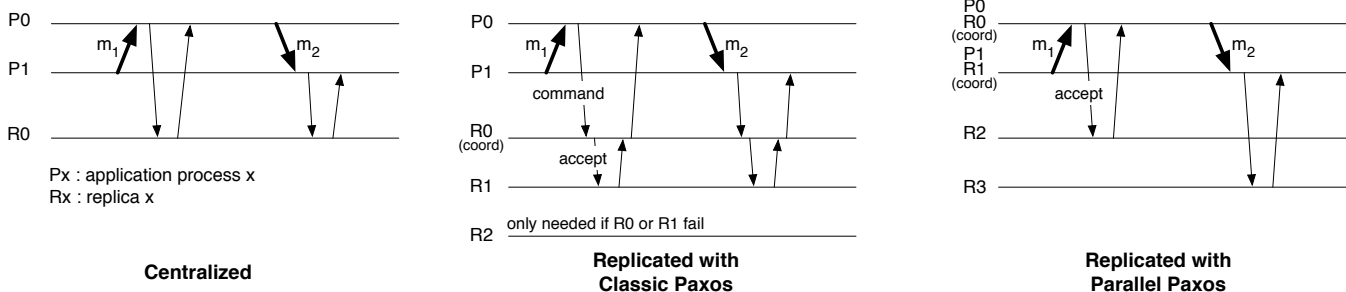 P0
m1
P1
m2
R0
Px : application process x
Rx : replica x
Centralized
P0
m1
m2
P1
command
R0
(coord)
accept
R1
R2
only needed if R0 or R1 fail
Replicated with
Classic Paxos
P0
R0
(coord)
m1
m2
P1
R1
(coord)
accept
R2
R3
Replicated with
Parallel Paxos